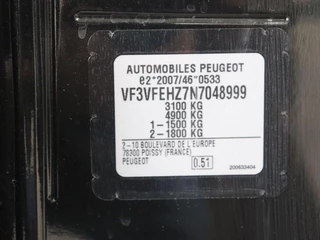 AUTOMOBILES PEUGEOT
e2*2007/46*0533
VF3VFEHZ7N7048999
3100 KG
4900 KG
1-1500 KG
2-1800 KG
2-10 BOULEVARD DE L'EUROPE
78300 POISSY (FRANCE)
PEUGEOT
0.51
200633404